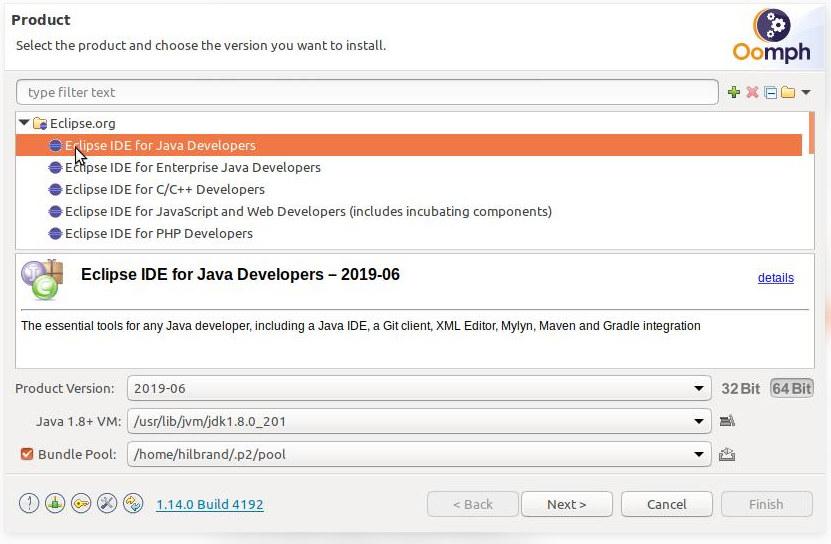 Product
Select the product and choose the version you want to install.
Oomph
type filter text
Eclipse.org
Eclipse IDE for Java Developers
Eclipse IDE for Enterprise Java Developers
Eclipse IDE for C/C++ Developers
Eclipse IDE for JavaScript and Web Developers (includes incubating components)
Eclipse IDE for PHP Developers
Eclipse IDE for Java Developers – 2019-06
details
The essential tools for any Java developer, including a Java IDE, a Git client, XML Editor, Mylyn, Maven and Gradle integration
Product Version: 2019-06 32 Bit 64 Bit
Java 1.8+ VM: /usr/lib/jvm/jdk1.8.0_201
Bundle Pool: /home/hilbrand/.p2/pool
1.14.0 Build 4192 < Back Next > Cancel Finish